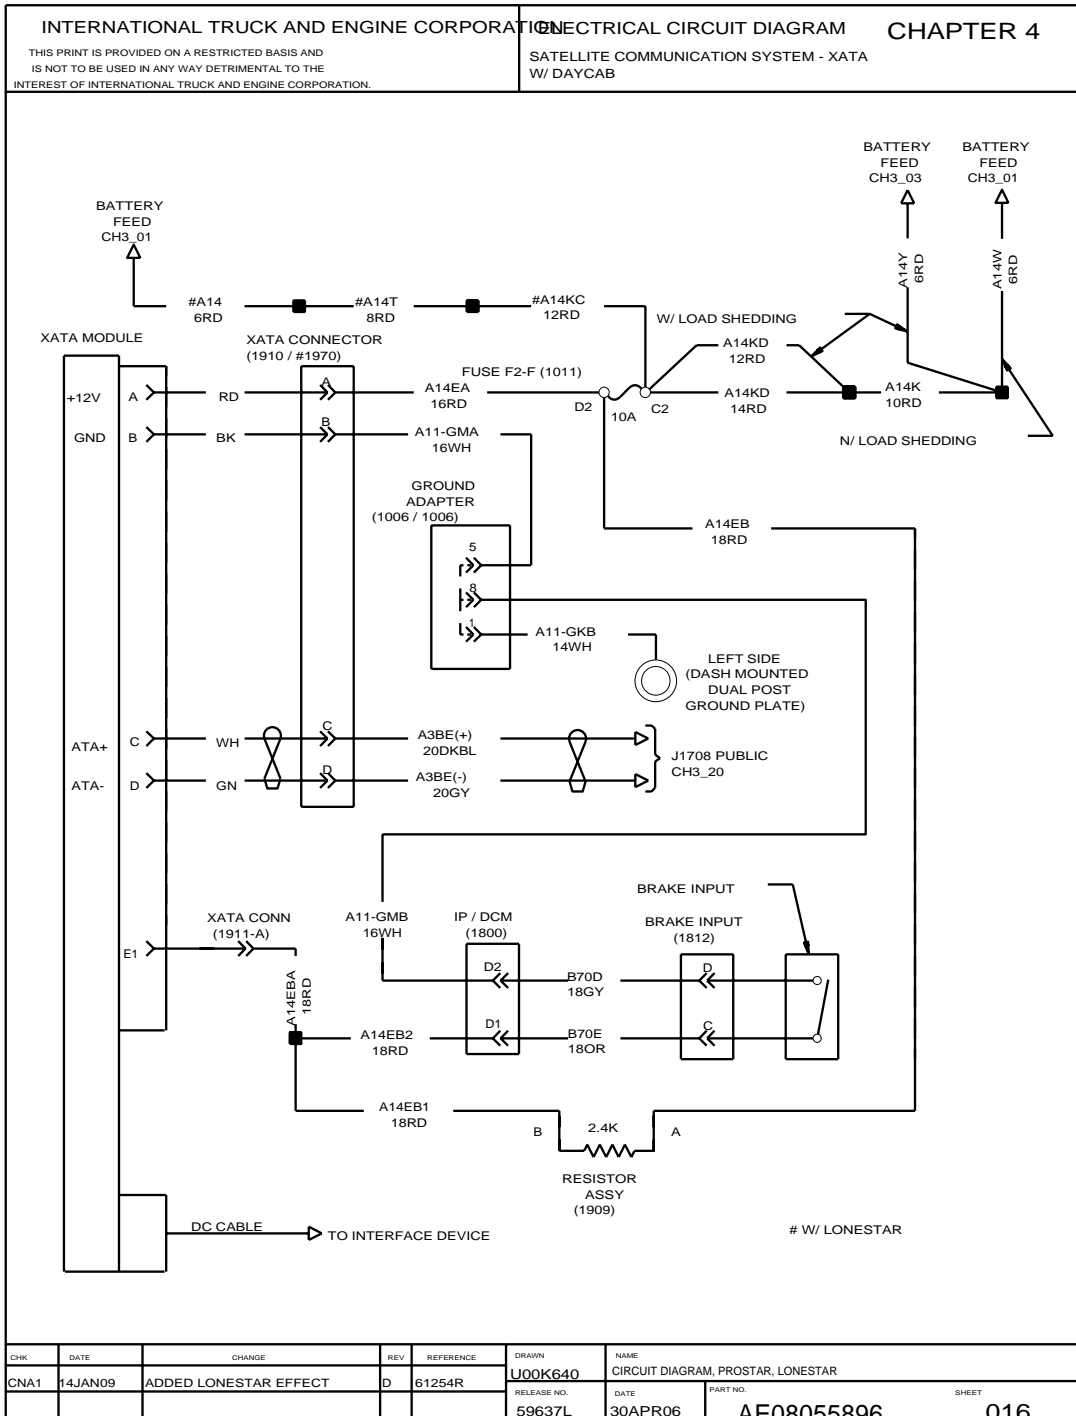 INTERNATIONAL TRUCK AND ENGINE CORPORATION
THIS PRINT IS PROVIDED ON A RESTRICTED BASIS AND
IS NOT TO BE USED IN ANY WAY DETRIMENTAL TO THE
INTEREST OF INTERNATIONAL TRUCK AND ENGINE CORPORATION.
ELECTRICAL CIRCUIT DIAGRAM
CHAPTER 4
SATELLITE COMMUNICATION SYSTEM - XATA
W/ DAYCAB
BATTERY
FEED
CH3_03
BATTERY
FEED
CH3_01
BATTERY
FEED
CH3_01
A14Y
6RD
A14W
6RD
#A14
6RD
#A14T
8RD
#A14KC
12RD
W/ LOAD SHEDDING
XATA MODULE
XATA CONNECTOR
(1910 / #1970)
A14KD
12RD
FUSE F2-F (1011)
+12V
A
RD
A
A14EA
16RD
D2
10A
C2
A14KD
14RD
A14K
10RD
GND
B
BK
B
A11-GMA
16WH
N/ LOAD SHEDDING
GROUND
ADAPTER
(1006 / 1006)
A14EB
18RD
5
8
1
A11-GKB
14WH
LEFT SIDE
(DASH MOUNTED
DUAL POST
GROUND PLATE)
ATA+
C
WH
C
A3BE(+)
20DKBL
J1708 PUBLIC
CH3_20
ATA-
D
GN
D
A3BE(-)
20GY
BRAKE INPUT
XATA CONN
(1911-A)
A11-GMB
16WH
IP / DCM
(1800)
BRAKE INPUT
(1812)
E1
D2
B70D
18GY
D
A14EBA
18RD
A14EB2
18RD
D1
B70E
18OR
C
A14EB1
18RD
B
2.4K
A
RESISTOR
ASSY
(1909)
DC CABLE
TO INTERFACE DEVICE
# W/ LONESTAR
CHK
DATE
CHANGE
REV
REFERENCE
DRAWN
NAME
CNA1
14JAN09
ADDED LONESTAR EFFECT
D
61254R
U00K640
CIRCUIT DIAGRAM, PROSTAR, LONESTAR
RELEASE NO.
DATE
PART NO.
SHEET
59637L
30APR06
AE08055896
016